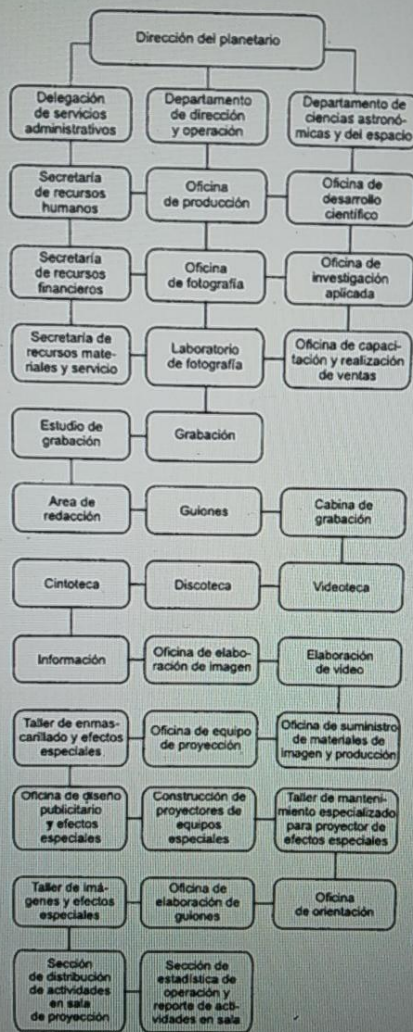 Dirección del planetario
Delegación
de servicios
administrativos
Departamento
de dirección
y operación
Departamento de
ciencias astronó-
micas y del espacio
Secretaría
de recursos
humanos
Oficina
de producción
Oficina de
desarrollo
científico
Secretaría
de recursos
financieros
Oficina
de fotografía
Oficina de
investigación
aplicada
Secretaría de
recursos mate-
riales y servicio
Laboratorio
de fotografía
Oficina de capaci-
tación y realización
de ventas
Estudio de
grabación
Grabación
Area de
redacción
Guiones
Cabina de
grabación
Cintoteca
Discoteca
Videoteca
Información
Oficina de elabo-
ración de imagen
Elaboración
de video
Taller de enmas-
carillado y efectos
especiales
Oficina de equipo
de proyección
Oficina de suministro
de materiales de
imagen y producción
Oficina de diseño
publicitario
y efectos
especiales
Construcción de
proyectores de
equipos
especiales
Taller de manteni-
miento especializado
para proyector de
efectos especiales
Taller de imá-
genes y efectos
especiales
Oficina de
elaboración de
guiones
Oficina
de orientación
Sección
de distribución
de actividades
en sala
de proyección
Sección de
estadística de
operación y
reporte de acti-
vidades en sala